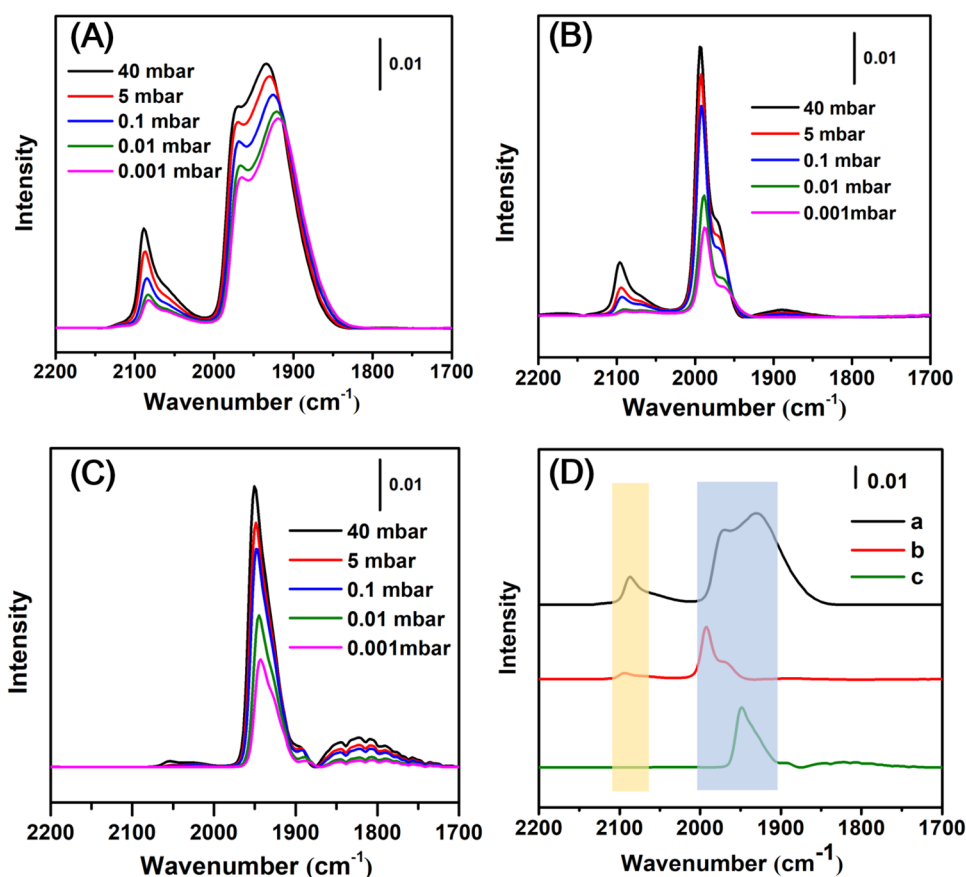 (A)
0.01
40 mbar
5 mbar
0.1 mbar
0.01 mbar
0.001 mbar
Intensity
2200 2100 2000 1900 1800 1700
Wavenumber (cm⁻¹)
(B)
0.01
40 mbar
5 mbar
0.1 mbar
0.01 mbar
0.001mbar
Intensity
2200 2100 2000 1900 1800 1700
Wavenumber (cm⁻¹)
(C)
0.01
40 mbar
5 mbar
0.1 mbar
0.01 mbar
0.001mbar
Intensity
2200 2100 2000 1900 1800 1700
Wavenumber (cm⁻¹)
(D)
0.01
a
b
c
Intensity
2200 2100 2000 1900 1800 1700
Wavenumber (cm⁻¹)